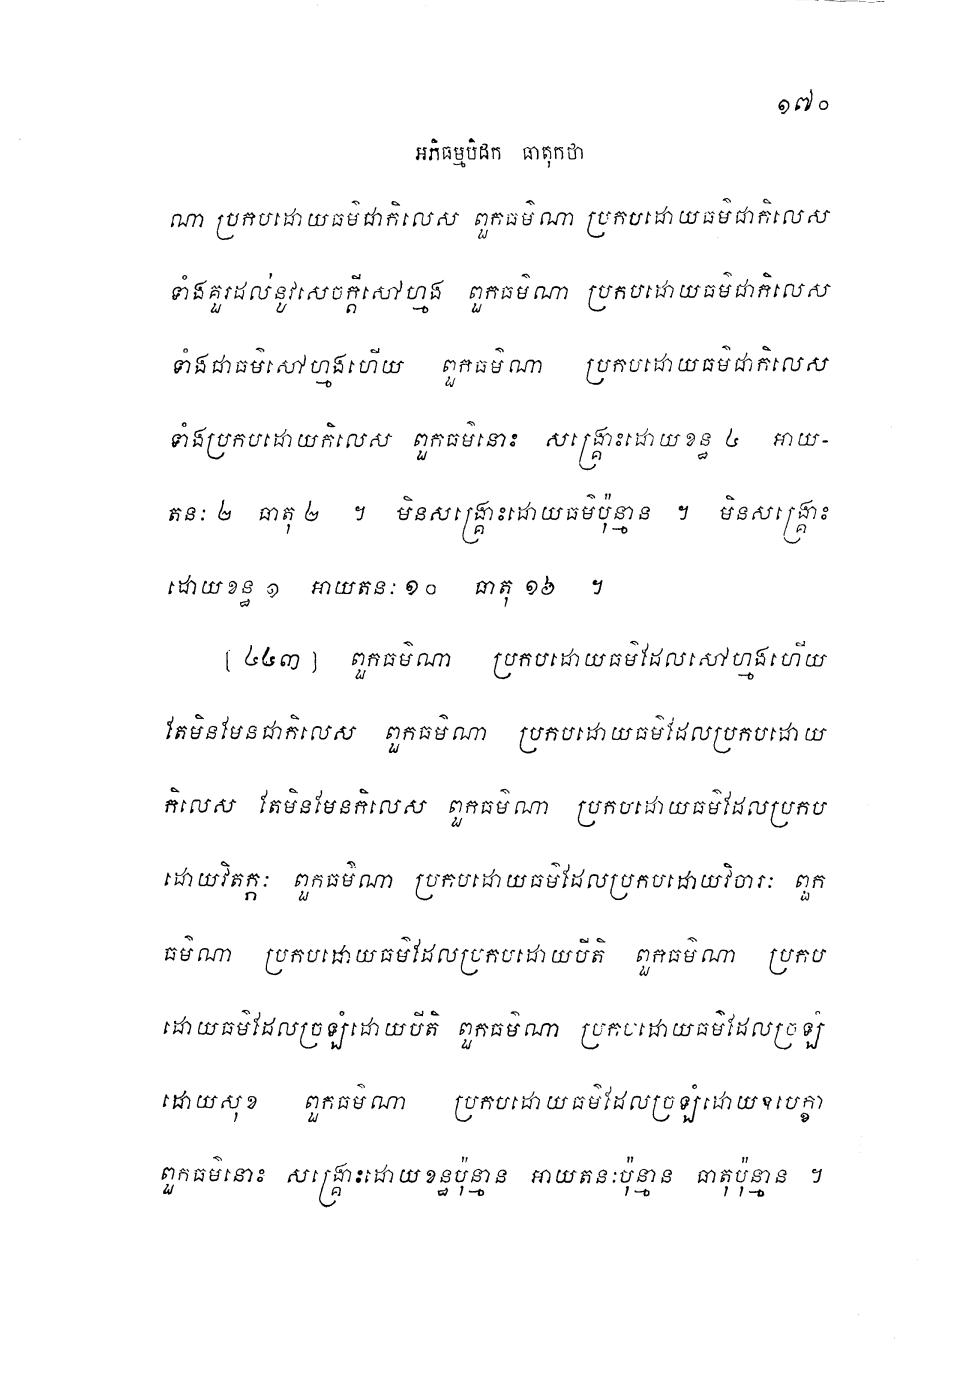 ១៧០
អភិធម្មបិដក ធាតុកថា
ណា ប្រកបដោយធម៌ជាកិលេស ពួកធម៌ណា ប្រកបដោយធម៌ជាកិលេស
ទាំងគួរដល់នូវសេចក្តីសៅហ្មង ពួកធម៌ណា ប្រកបដោយធម៌ជាកិលេស
ទាំងជាធម៌សៅហ្មងហើយ ពួកធម៌ណា ប្រកបដោយធម៌ជាកិលេស
ទាំងប្រកបដោយកិលេស ពួកធម៌នោះ សង្គ្រោះដោយខន្ធ ៤ អាយ-
តនៈ ២ ធាតុ ២ ។ មិនសង្គ្រោះដោយធម៌ប៉ុន្មាន ។ មិនសង្គ្រោះ
ដោយខន្ធ ១ អាយតនៈ ១០ ធាតុ ១៦ ។
[ ៤៤៣ ] ពួកធម៌ណា ប្រកបដោយធម៌ដែលសៅហ្មងហើយ
តែមិនមែនជាកិលេស ពួកធម៌ណា ប្រកបដោយធម៌ដែលប្រកបដោយ
កិលេស តែមិនមែនកិលេស ពួកធម៌ណា ប្រកបដោយធម៌ដែលប្រកប
ដោយវិតក្កៈ ពួកធម៌ណា ប្រកបដោយធម៌ដែលប្រកបដោយវិចារៈ ពួក
ធម៌ណា ប្រកបដោយធម៌ដែលប្រកបដោយបីតិ ពួកធម៌ណា ប្រកប
ដោយធម៌ដែលច្រឡំដោយបីតិ ពួកធម៌ណា ប្រកបដោយធម៌ដែលច្រឡំ
ដោយសុខ ពួកធម៌ណា ប្រកបដោយធម៌ដែលច្រឡំដោយឧបេក្ខា
ពួកធម៌នោះ សង្គ្រោះដោយខន្ធប៉ុន្មាន អាយតនៈប៉ុន្មាន ធាតុប៉ុន្មាន ។